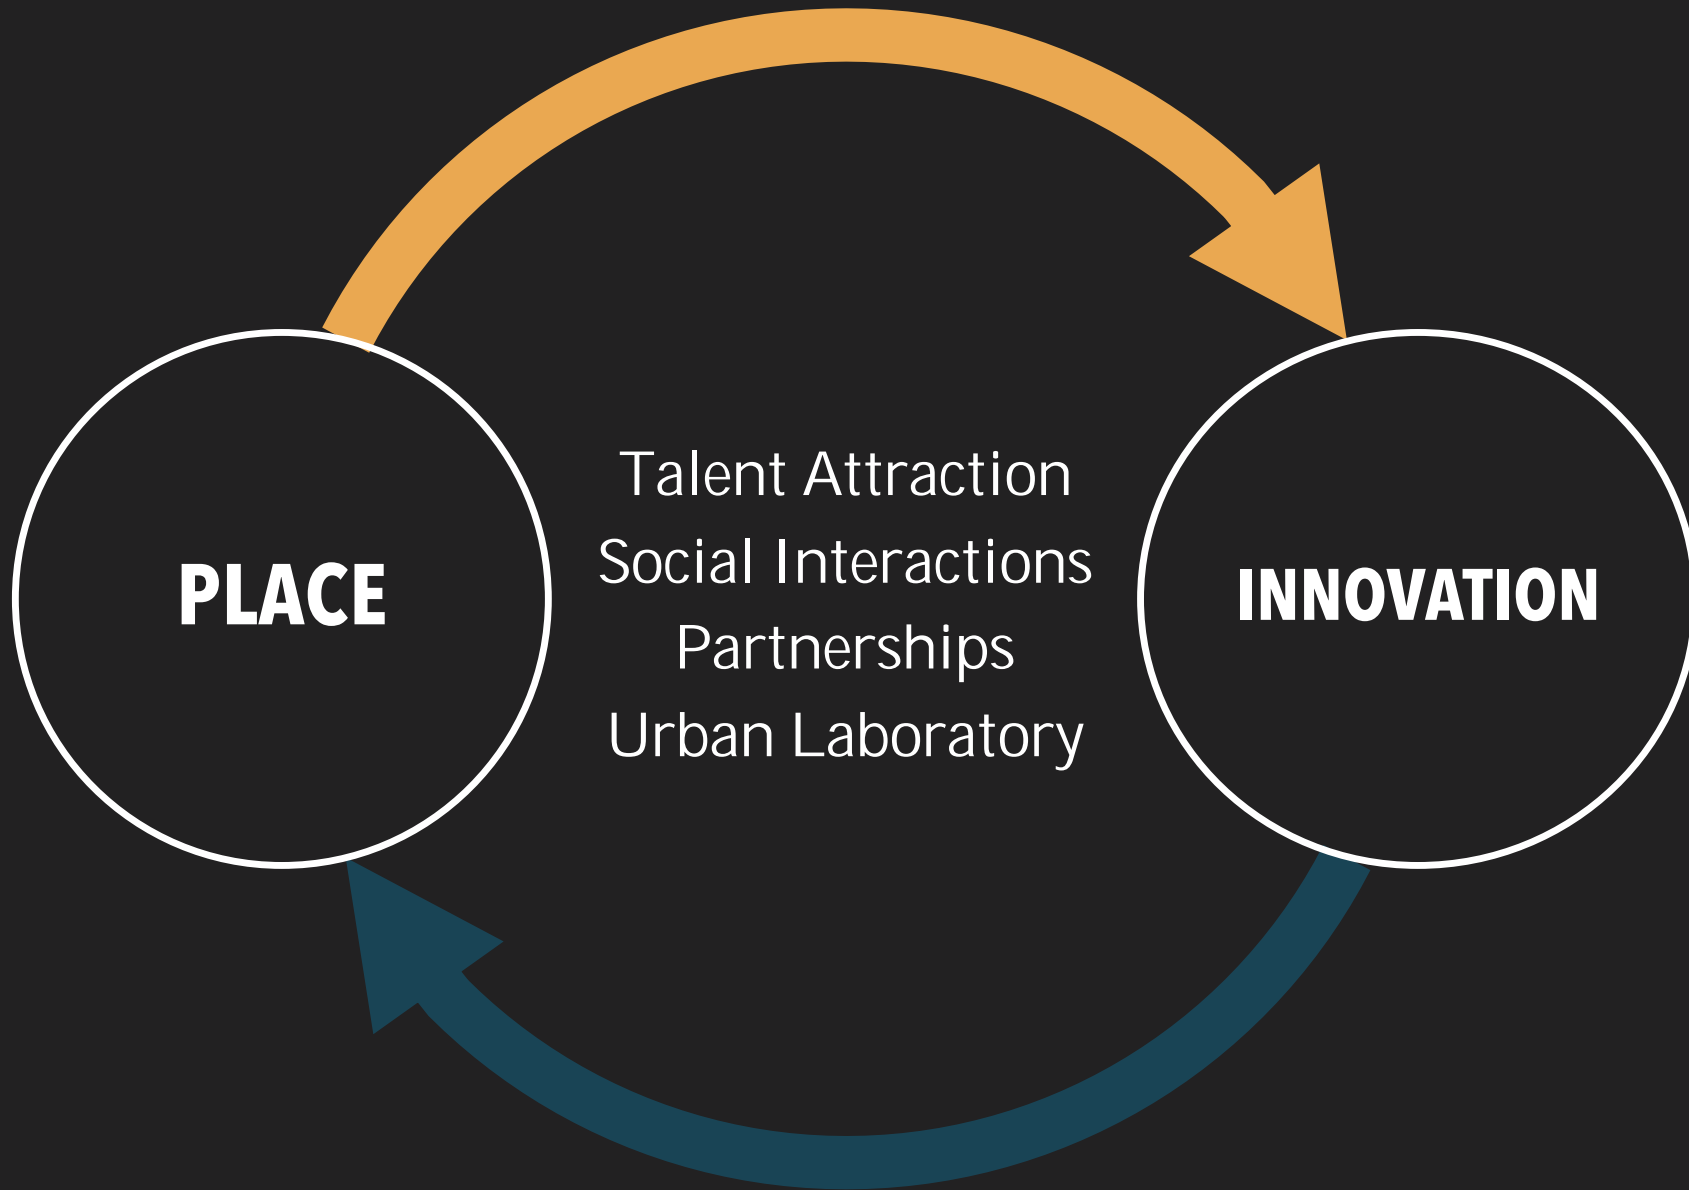 PLACE
Talent Attraction
Social Interactions
Partnerships
Urban Laboratory
INNOVATION